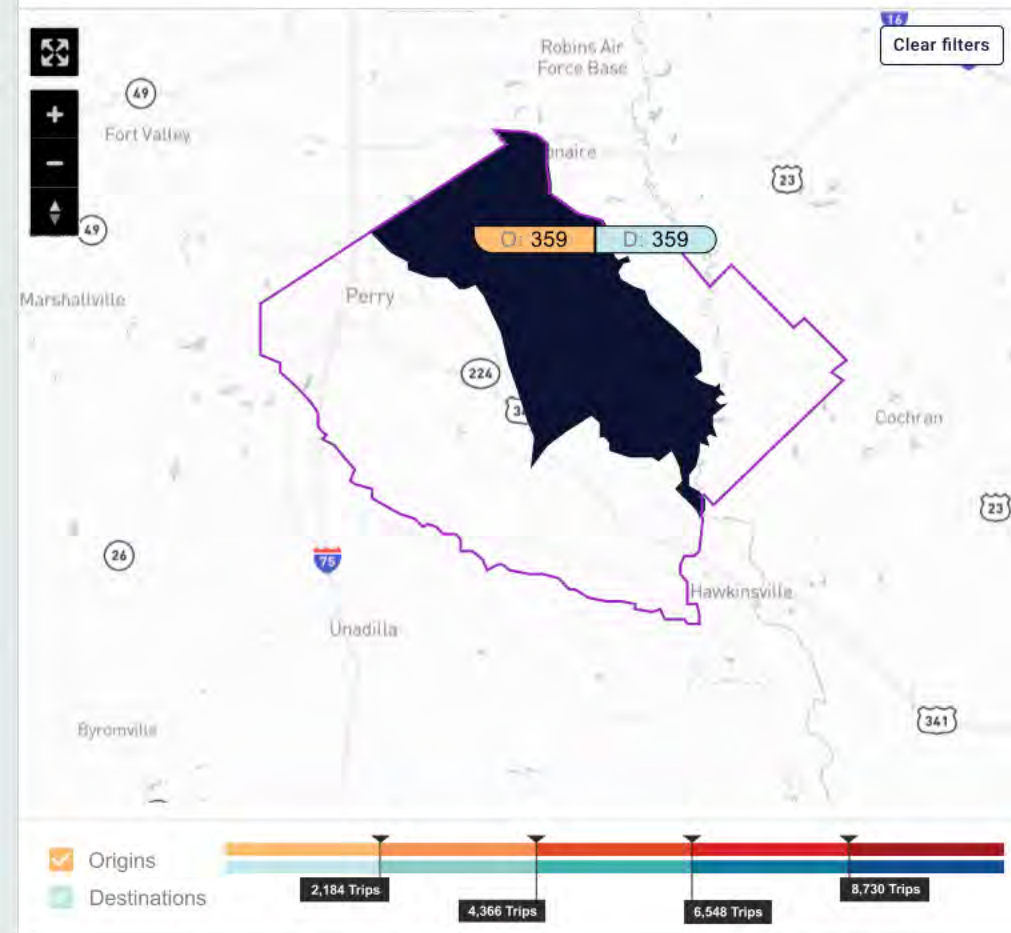 16
Clear filters
Robins Air
Force Base
49
+
Fort Valley
−
naire
23
49
O: 359 D: 359
Marshallville
Perry
224
34
Cochran
23
26
75
Hawkinsville
Unadilla
341
Byromville
Origins
Destinations
2,184 Trips
4,366 Trips
6,548 Trips
8,730 Trips